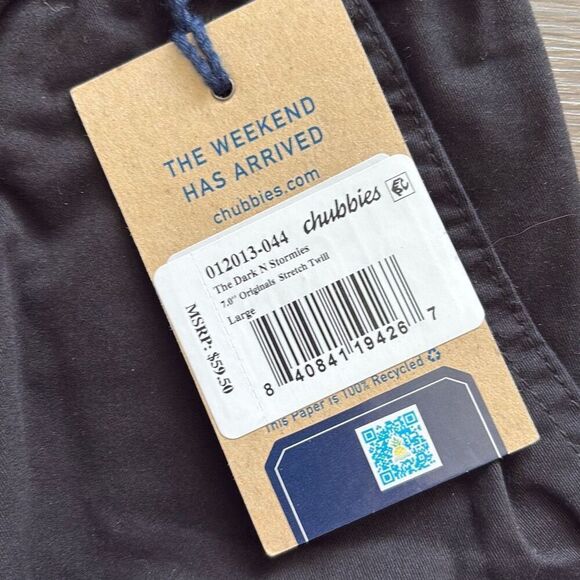 THE WEEKEND
HAS ARRIVED
chubbies.com
012013-044
chubbies
The Dark N Stormies
7.0" Originals Stretch Twill
Large
MSRP: $59.50
8 40841 19426 7
This Paper is 100% Recycled